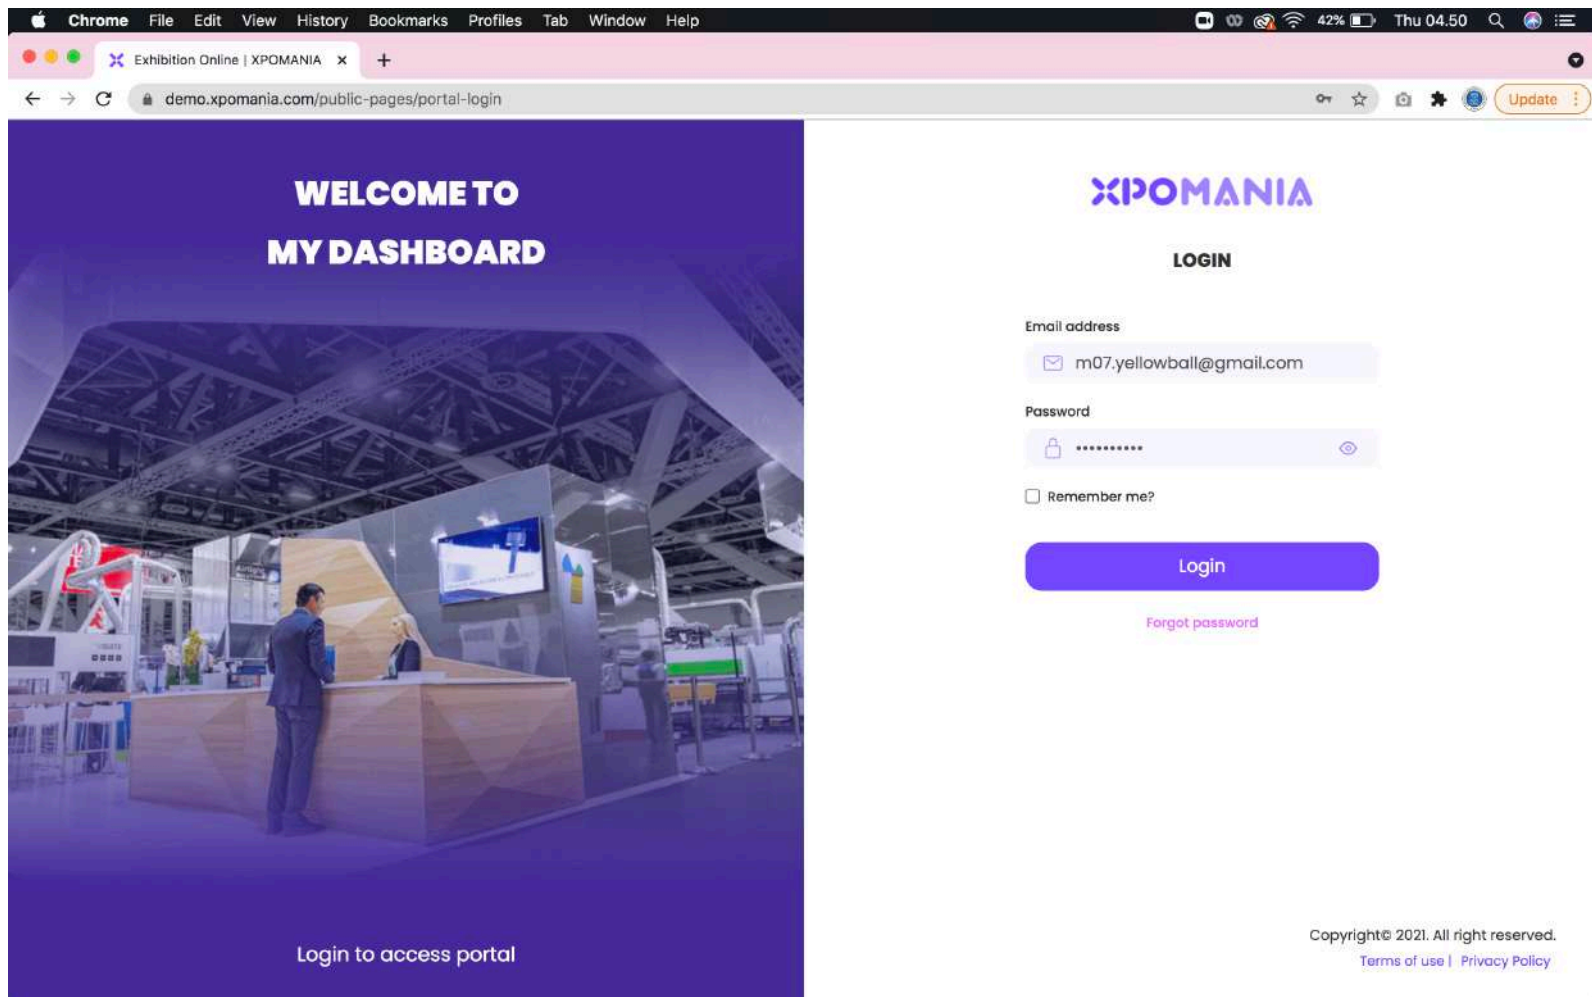 Chrome File Edit View History Bookmarks Profiles Tab Window Help 42% Thu 04.50
Exhibition Online | XPOMANIA
demo.xpomania.com/public-pages/portal-login Update
WELCOME TO
MY DASHBOARD
Login to access portal
XPOMANIA
LOGIN
Email address
m07.yellowball@gmail.com
Password
••••••••••
Remember me?
Login
Forgot password
Copyright© 2021. All right reserved.
Terms of use | Privacy Policy